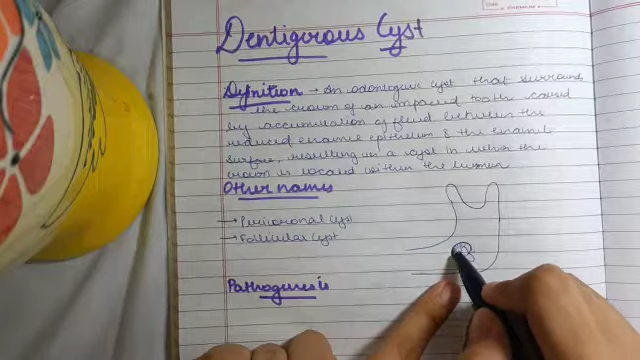 Dentigirous Cyst
Definition → An odontogenic cyst that surrounds
the crown of an impacted tooth caused
by accumulation of fluid between the
reduced enamel epithelium & the enamel
surface, resulting in a cyst in which the
crown is located within the lumen
Other names
→ Pericoronal Cyst
→ Follicular Cyst
Pathogenesis